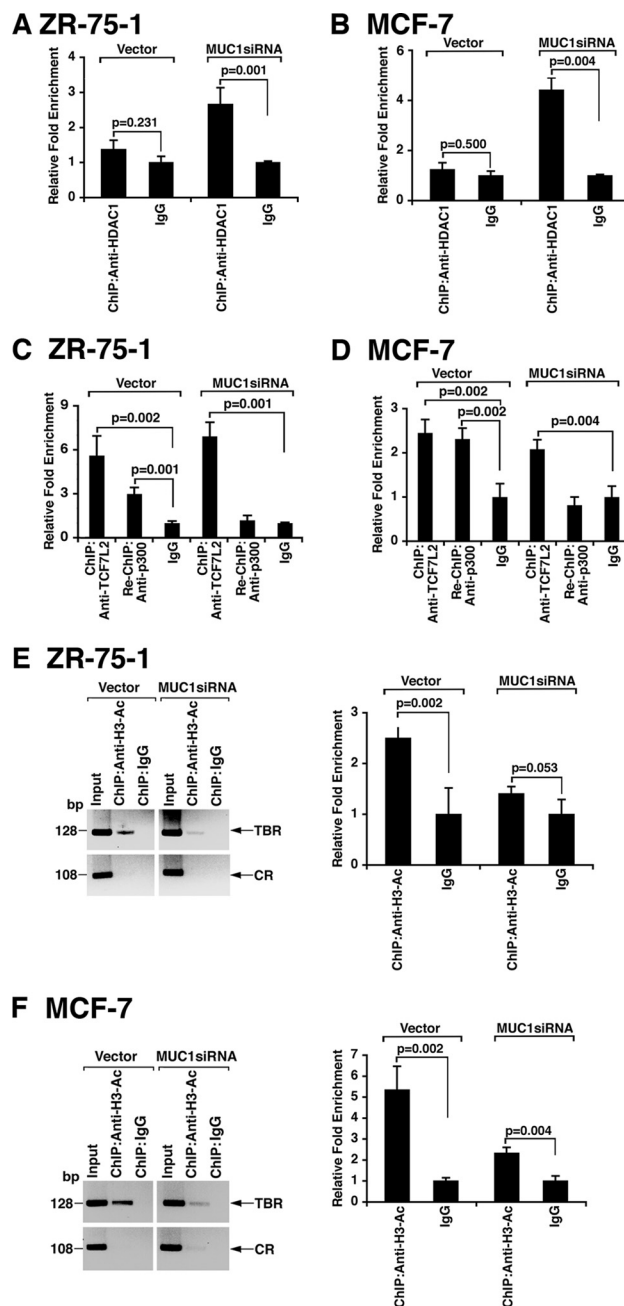 A ZR-75-1
Vector
MUC1siRNA
Relative Fold Enrichment
4
3
2
1
0
p=0.231
p=0.001
ChIP:Anti-HDAC1
IgG
ChIP:Anti-HDAC1
IgG
B MCF-7
Vector
MUC1siRNA
Relative Fold Enrichment
6
4
2
0
p=0.500
p=0.004
ChIP:Anti-HDAC1
IgG
ChIP:Anti-HDAC1
IgG
C ZR-75-1
Vector
MUC1siRNA
Relative Fold Enrichment
9
6
3
0
p=0.002
p=0.001
p=0.001
ChIP:
Anti-TCF7L2
Re-ChIP:
Anti-p300
IgG
ChIP:
Anti-TCF7L2
Re-ChIP:
Anti-p300
IgG
D MCF-7
Vector
MUC1siRNA
Relative Fold Enrichment
3
2
1
0
p=0.002
p=0.002
p=0.004
ChIP:
Anti-TCF7L2
Re-ChIP:
Anti-p300
IgG
ChIP:
Anti-TCF7L2
Re-ChIP:
Anti-p300
IgG
E ZR-75-1
Vector
MUC1siRNA
Input
ChIP:Anti-H3-Ac
ChIP:IgG
Input
ChIP:Anti-H3-Ac
ChIP:IgG
bp
128
TBR
108
CR
Vector
MUC1siRNA
Relative Fold Enrichment
3
2
1
0
p=0.002
p=0.053
ChIP:Anti-H3-Ac
IgG
ChIP:Anti-H3-Ac
IgG
F MCF-7
Vector
MUC1siRNA
Input
ChIP:Anti-H3-Ac
ChIP:IgG
Input
ChIP:Anti-H3-Ac
ChIP:IgG
bp
128
TBR
108
CR
Vector
MUC1siRNA
Relative Fold Enrichment
7
6
5
4
3
2
1
0
p=0.002
p=0.004
ChIP:Anti-H3-Ac
IgG
ChIP:Anti-H3-Ac
IgG